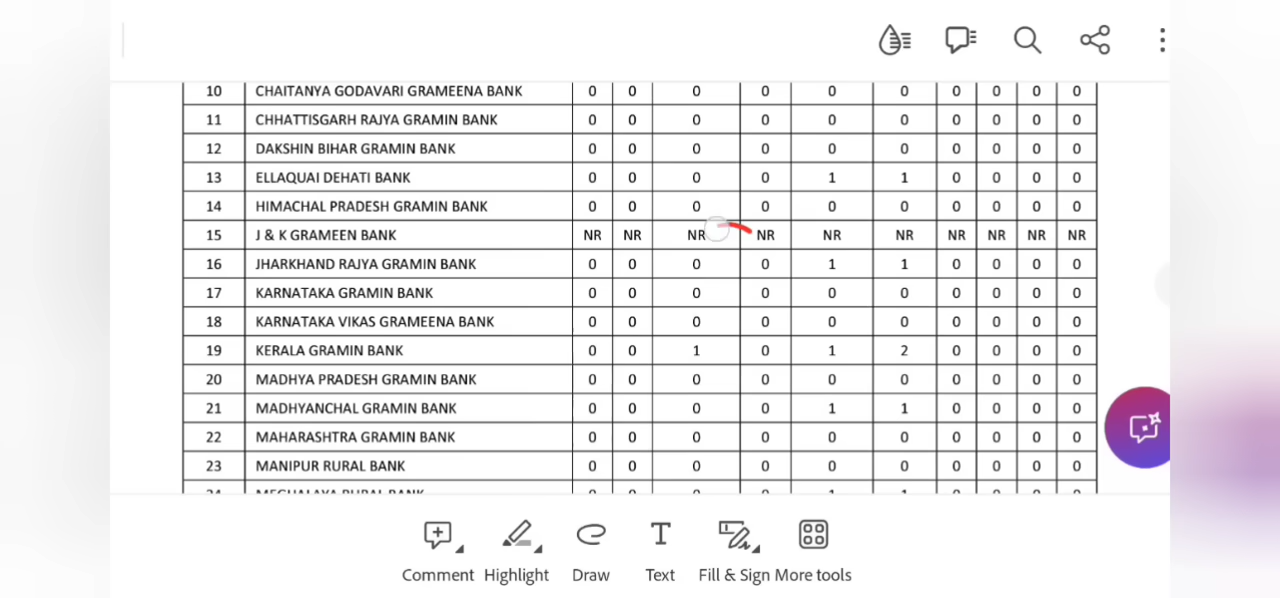 10 CHAITANYA GODAVARI GRAMEENA BANK 0 0 0 0 0 0 0 0 0 0
11 CHHATTISGARH RAJYA GRAMIN BANK 0 0 0 0 0 0 0 0 0 0
12 DAKSHIN BIHAR GRAMIN BANK 0 0 0 0 0 0 0 0 0 0
13 ELLAQUAI DEHATI BANK 0 0 0 0 1 1 0 0 0 0
14 HIMACHAL PRADESH GRAMIN BANK 0 0 0 0 0 0 0 0 0 0
15 J & K GRAMEEN BANK NR NR NR NR NR NR NR NR NR NR
16 JHARKHAND RAJYA GRAMIN BANK 0 0 0 0 1 1 0 0 0 0
17 KARNATAKA GRAMIN BANK 0 0 0 0 0 0 0 0 0 0
18 KARNATAKA VIKAS GRAMEENA BANK 0 0 0 0 0 0 0 0 0 0
19 KERALA GRAMIN BANK 0 0 1 0 1 2 0 0 0 0
20 MADHYA PRADESH GRAMIN BANK 0 0 0 0 0 0 0 0 0 0
21 MADHYANCHAL GRAMIN BANK 0 0 0 0 1 1 0 0 0 0
22 MAHARASHTRA GRAMIN BANK 0 0 0 0 0 0 0 0 0 0
23 MANIPUR RURAL BANK 0 0 0 0 0 0 0 0 0 0
24 MEGHALAYA RURAL BANK 0 0 0 0 1 1 0 0 0 0
Comment Highlight Draw Text Fill & Sign More tools